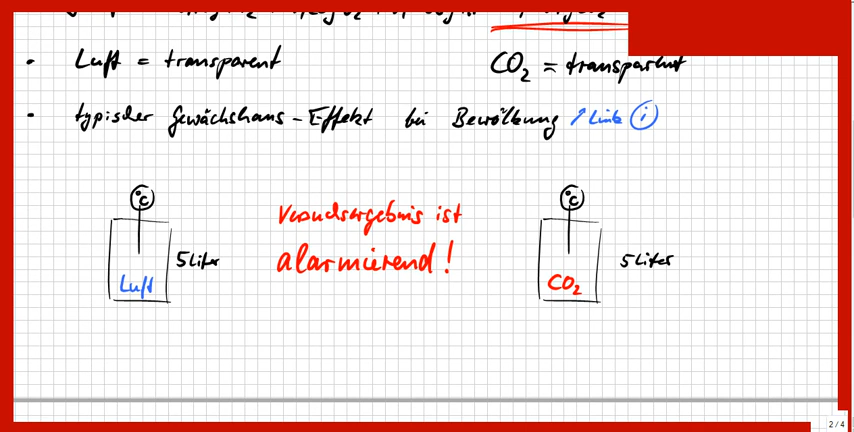 • Luft = transparent CO₂ = transparent
• typischer Gewächshaus-Effekt bei Bewölkung ↑ Link i
°C °C
Versuchsergebnis ist
5 Liter 5 Liter
alarmierend!
Luft CO₂
2 / 4